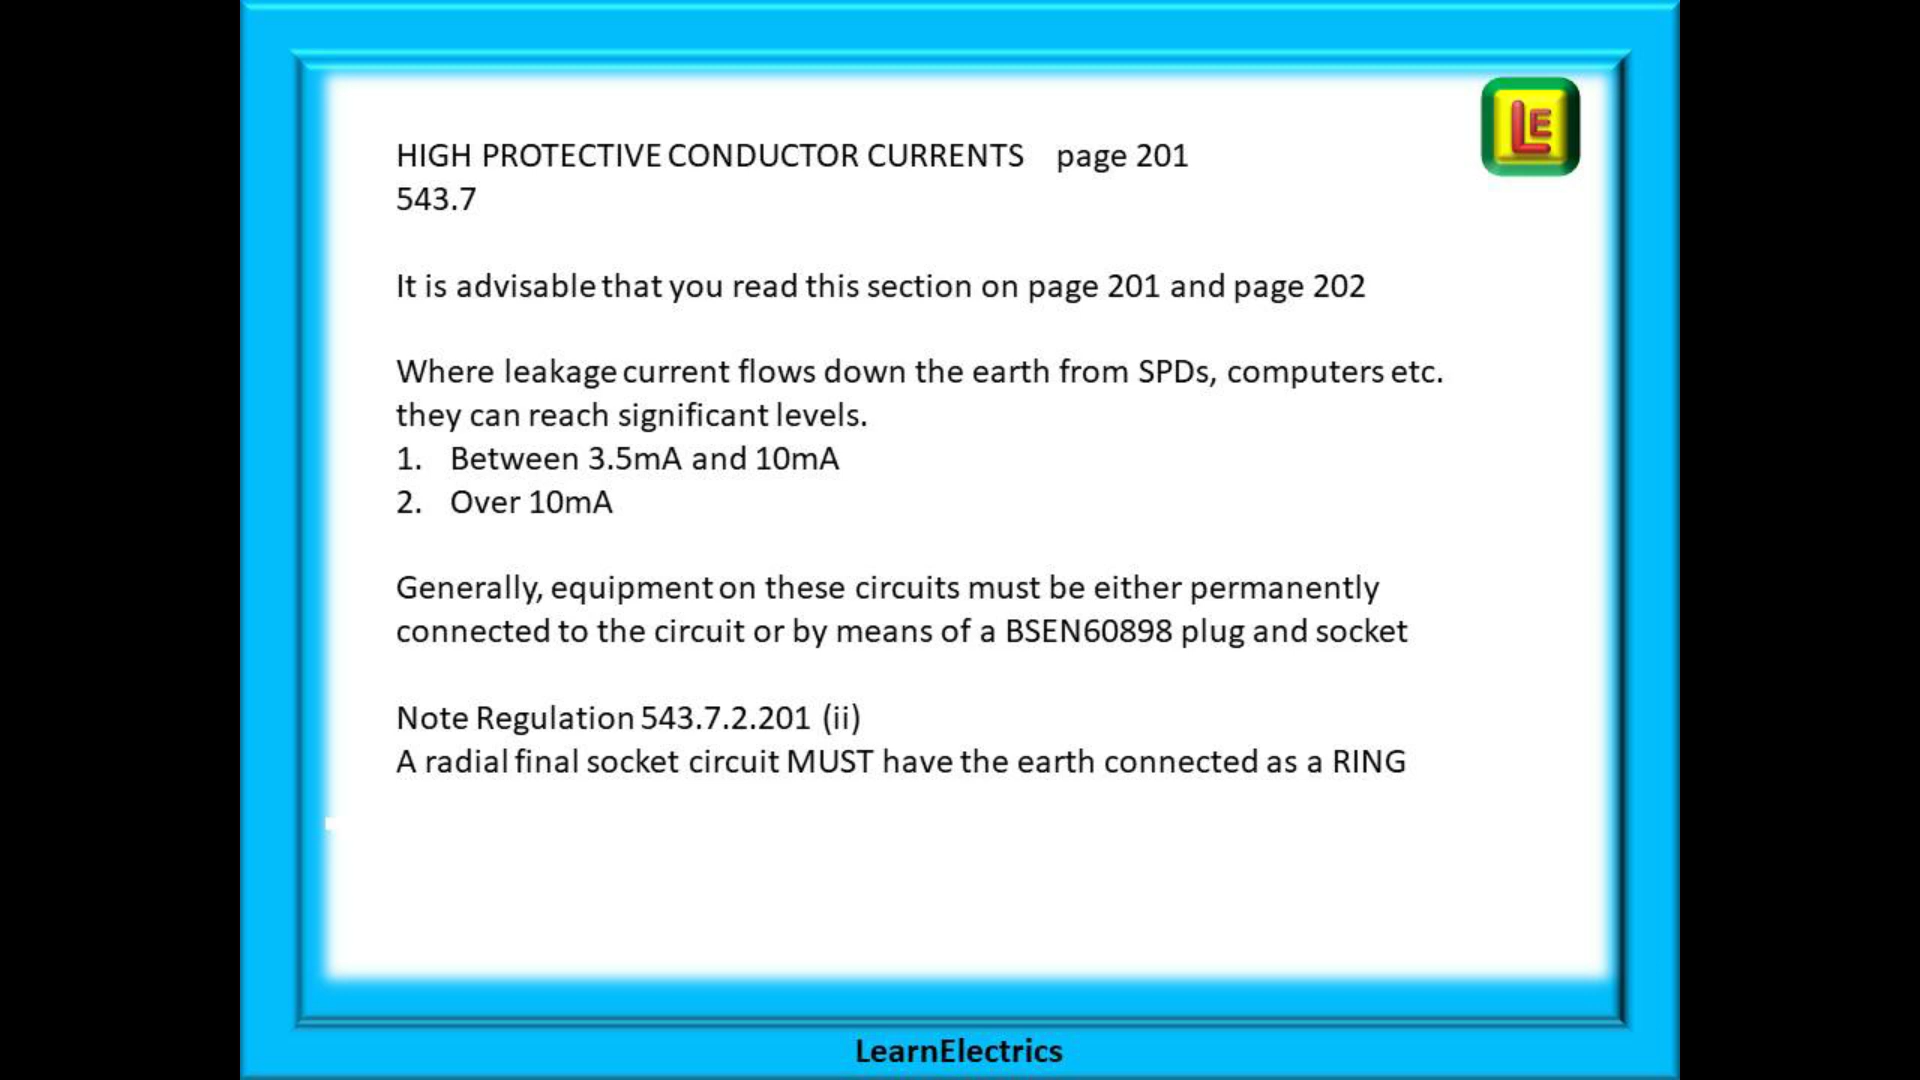 LE
HIGH PROTECTIVE CONDUCTOR CURRENTS page 201
543.7
It is advisable that you read this section on page 201 and page 202
Where leakage current flows down the earth from SPDs, computers etc.
they can reach significant levels.
1. Between 3.5mA and 10mA
2. Over 10mA
Generally, equipment on these circuits must be either permanently
connected to the circuit or by means of a BSEN60898 plug and socket
Note Regulation 543.7.2.201 (ii)
A radial final socket circuit MUST have the earth connected as a RING
LearnElectrics